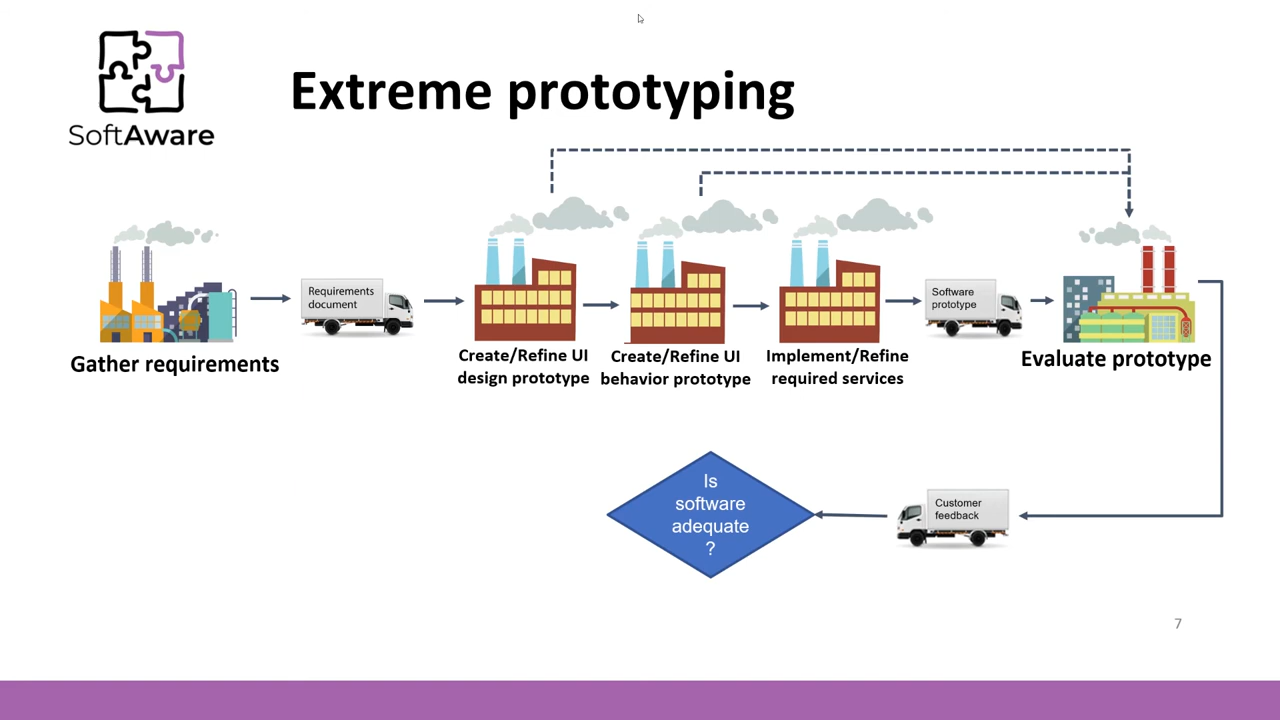 SoftAware
Extreme prototyping
Requirements
document
Software
prototype
Gather requirements
Create/Refine UI
design prototype
Create/Refine UI
behavior prototype
Implement/Refine
required services
Evaluate prototype
Is
software
adequate
?
Customer
feedback
7